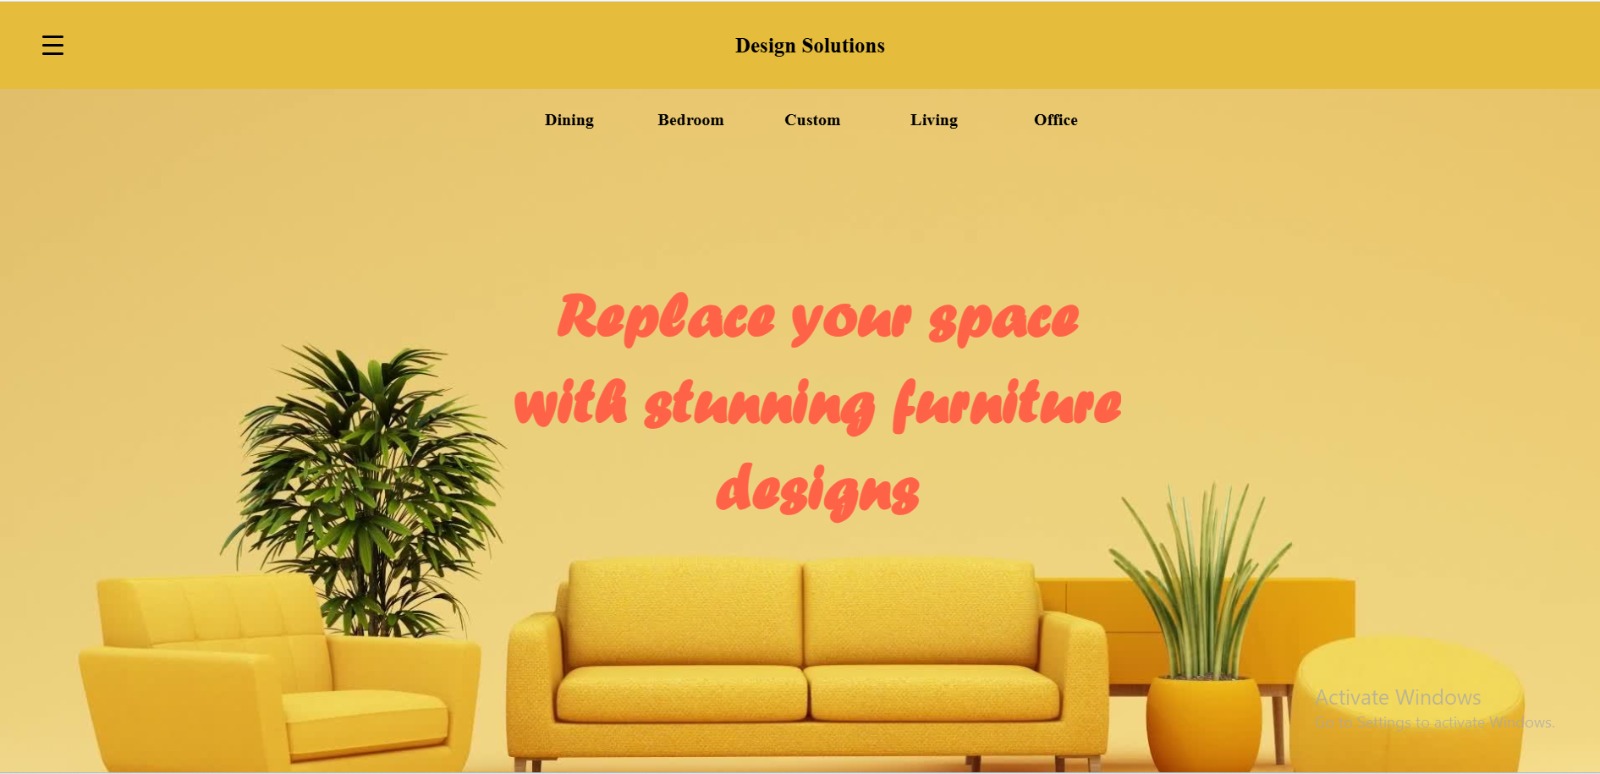 Design Solutions
Dining Bedroom Custom Living Office
Replace your space
with stunning furniture
designs
Activate Windows
Go to Settings to activate Windows.